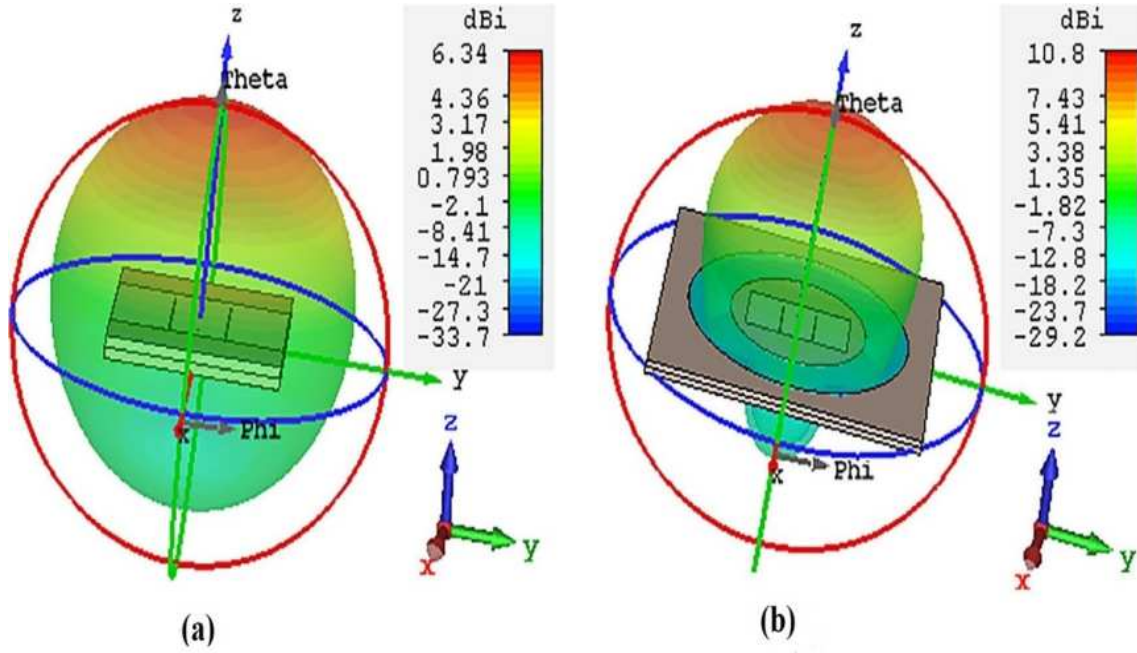 z
Theta
y
x
Phi
dBi
6.34
4.36
3.17
1.98
0.793
-2.1
-8.41
-14.7
-21
-27.3
-33.7
z
y
x
(a)
z
Theta
y
x
Phi
dBi
10.8
7.43
5.41
3.38
1.35
-1.82
-7.3
-12.8
-18.2
-23.7
-29.2
z
y
x
(b)